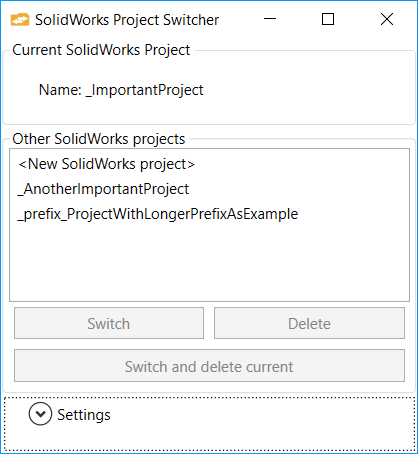 SolidWorks Project Switcher
Current SolidWorks Project
Name: _ImportantProject
Other SolidWorks projects
<New SolidWorks project>
_AnotherImportantProject
_prefix_ProjectWithLongerPrefixAsExample
Switch Delete
Switch and delete current
Settings